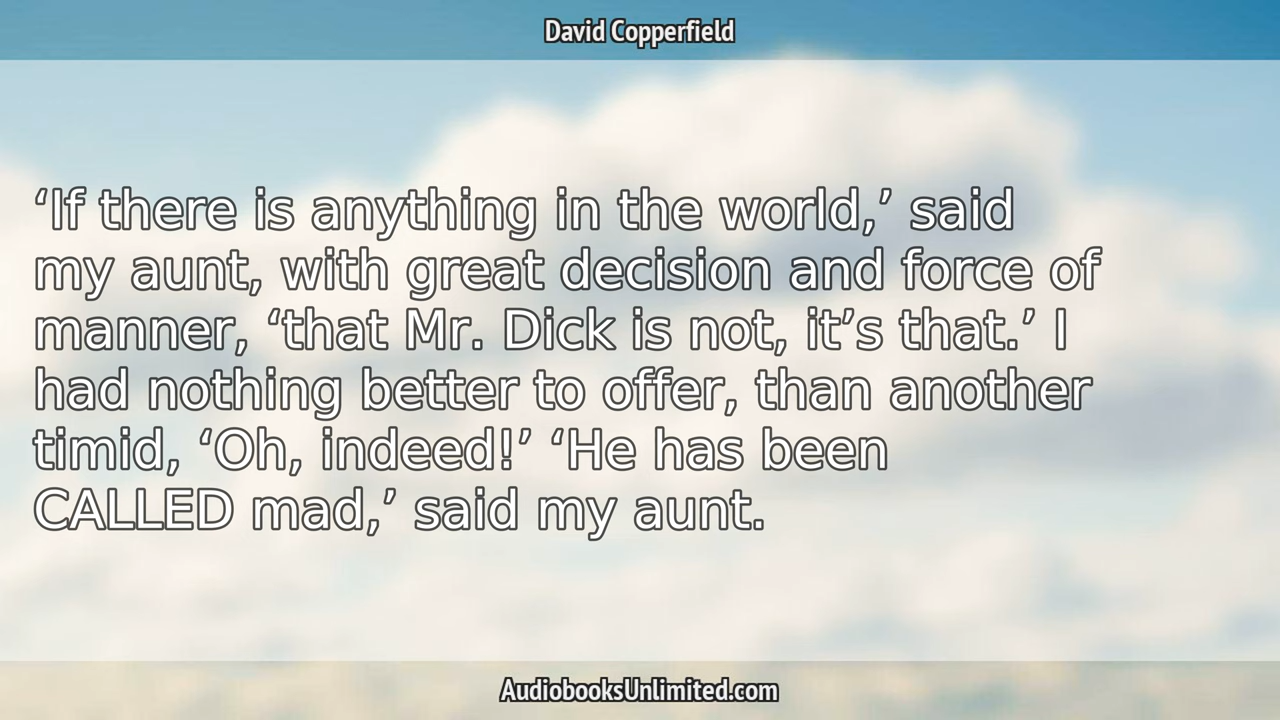 David Copperfield
‘If there is anything in the world,’ said
my aunt, with great decision and force of
manner, ‘that Mr. Dick is not, it’s that.’ I
had nothing better to offer, than another
timid, ‘Oh, indeed!’ ‘He has been
CALLED mad,’ said my aunt.
AudiobooksUnlimited.com